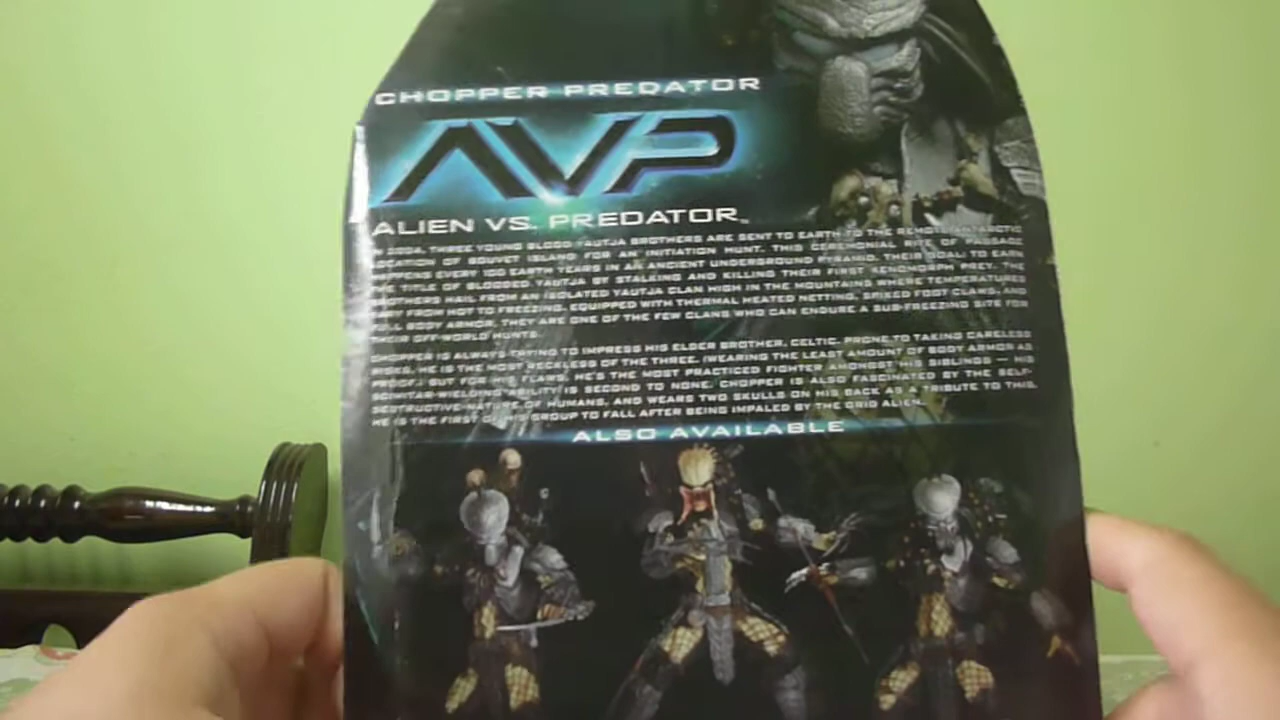 CHOPPER PREDATOR
AVP
ALIEN VS. PREDATOR™
THREE YOUNG BLOOD YAUTJA BROTHERS ARE SENT TO EARTH TO THE REMOTE ANTARCTIC
OF BOUVET ISLAND FOR AN INITIATION HUNT. THIS CEREMONIAL RITE OF PASSAGE
HAPPENS EVERY 100 EARTH YEARS IN AN ANCIENT UNDERGROUND PYRAMID. THEIR GOAL: TO EARN
THE TITLE OF BLOODED YAUTJA BY STALKING AND KILLING THEIR FIRST XENOMORPH PREY. THE
BROTHERS HAIL FROM AN ISOLATED YAUTJA CLAN HIGH IN THE MOUNTAINS WHERE TEMPERATURES
FROM HOT TO FREEZING. EQUIPPED WITH THERMAL HEATED NETTING, SPIKED FOOT CLAWS, AND
FULL BODY ARMOR, THEY ARE ONE OF THE FEW CLANS WHO CAN ENDURE A SUB-FREEZING SITE FOR
THEIR OFF-WORLD HUNTS.
CHOPPER IS ALWAYS TRYING TO IMPRESS HIS ELDER BROTHER, CELTIC. PRONE TO TAKING CARELESS
RISKS, HE IS THE MOST RECKLESS OF THE THREE. (WEARING THE LEAST AMOUNT OF BODY ARMOR AS
PROOF.) BUT FOR HIS FLAWS, HE'S THE MOST PRACTICED FIGHTER AMONGST HIS SIBLINGS — HIS
SCIMITAR-WIELDING ABILITY IS SECOND TO NONE. CHOPPER IS ALSO FASCINATED BY THE SELF-
DESTRUCTIVE NATURE OF HUMANS, AND WEARS TWO SKULLS ON HIS BACK AS A TRIBUTE TO THIS.
HE IS THE FIRST OF HIS GROUP TO FALL AFTER BEING IMPALED BY THE GRID ALIEN.
ALSO AVAILABLE